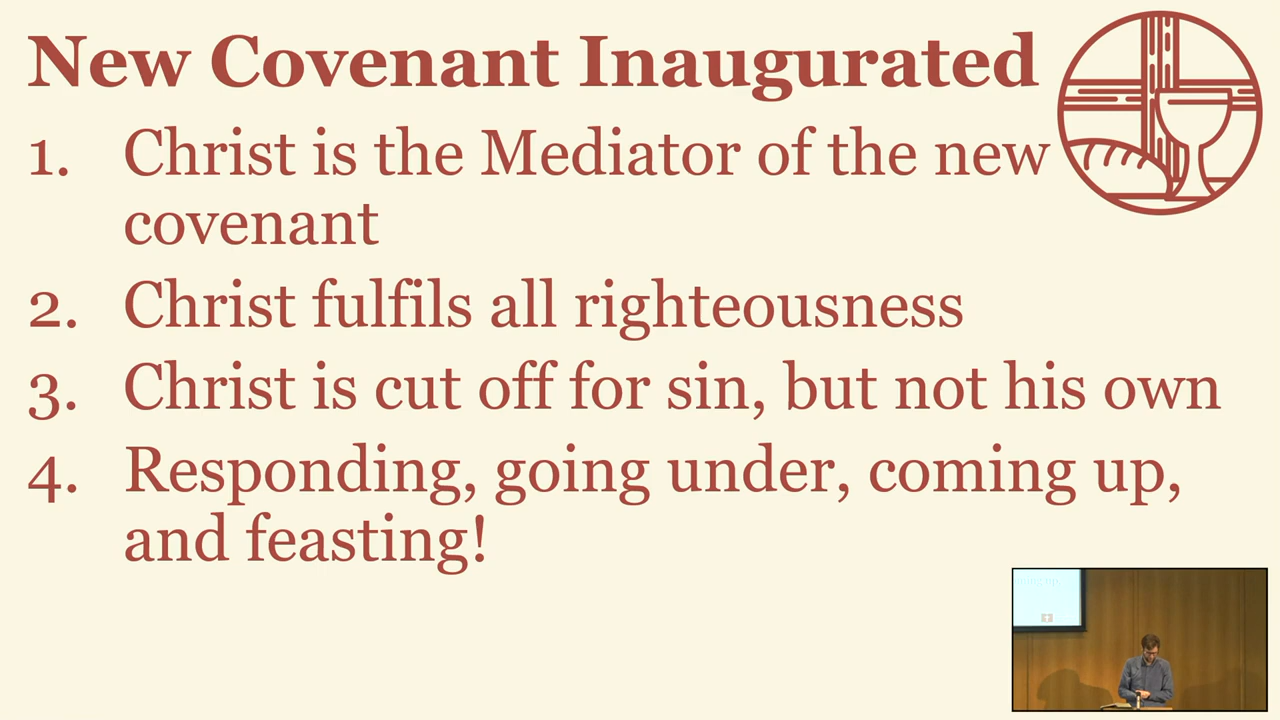 New Covenant Inaugurated
1. Christ is the Mediator of the new
covenant
2. Christ fulfils all righteousness
3. Christ is cut off for sin, but not his own
4. Responding, going under, coming up,
and feasting!